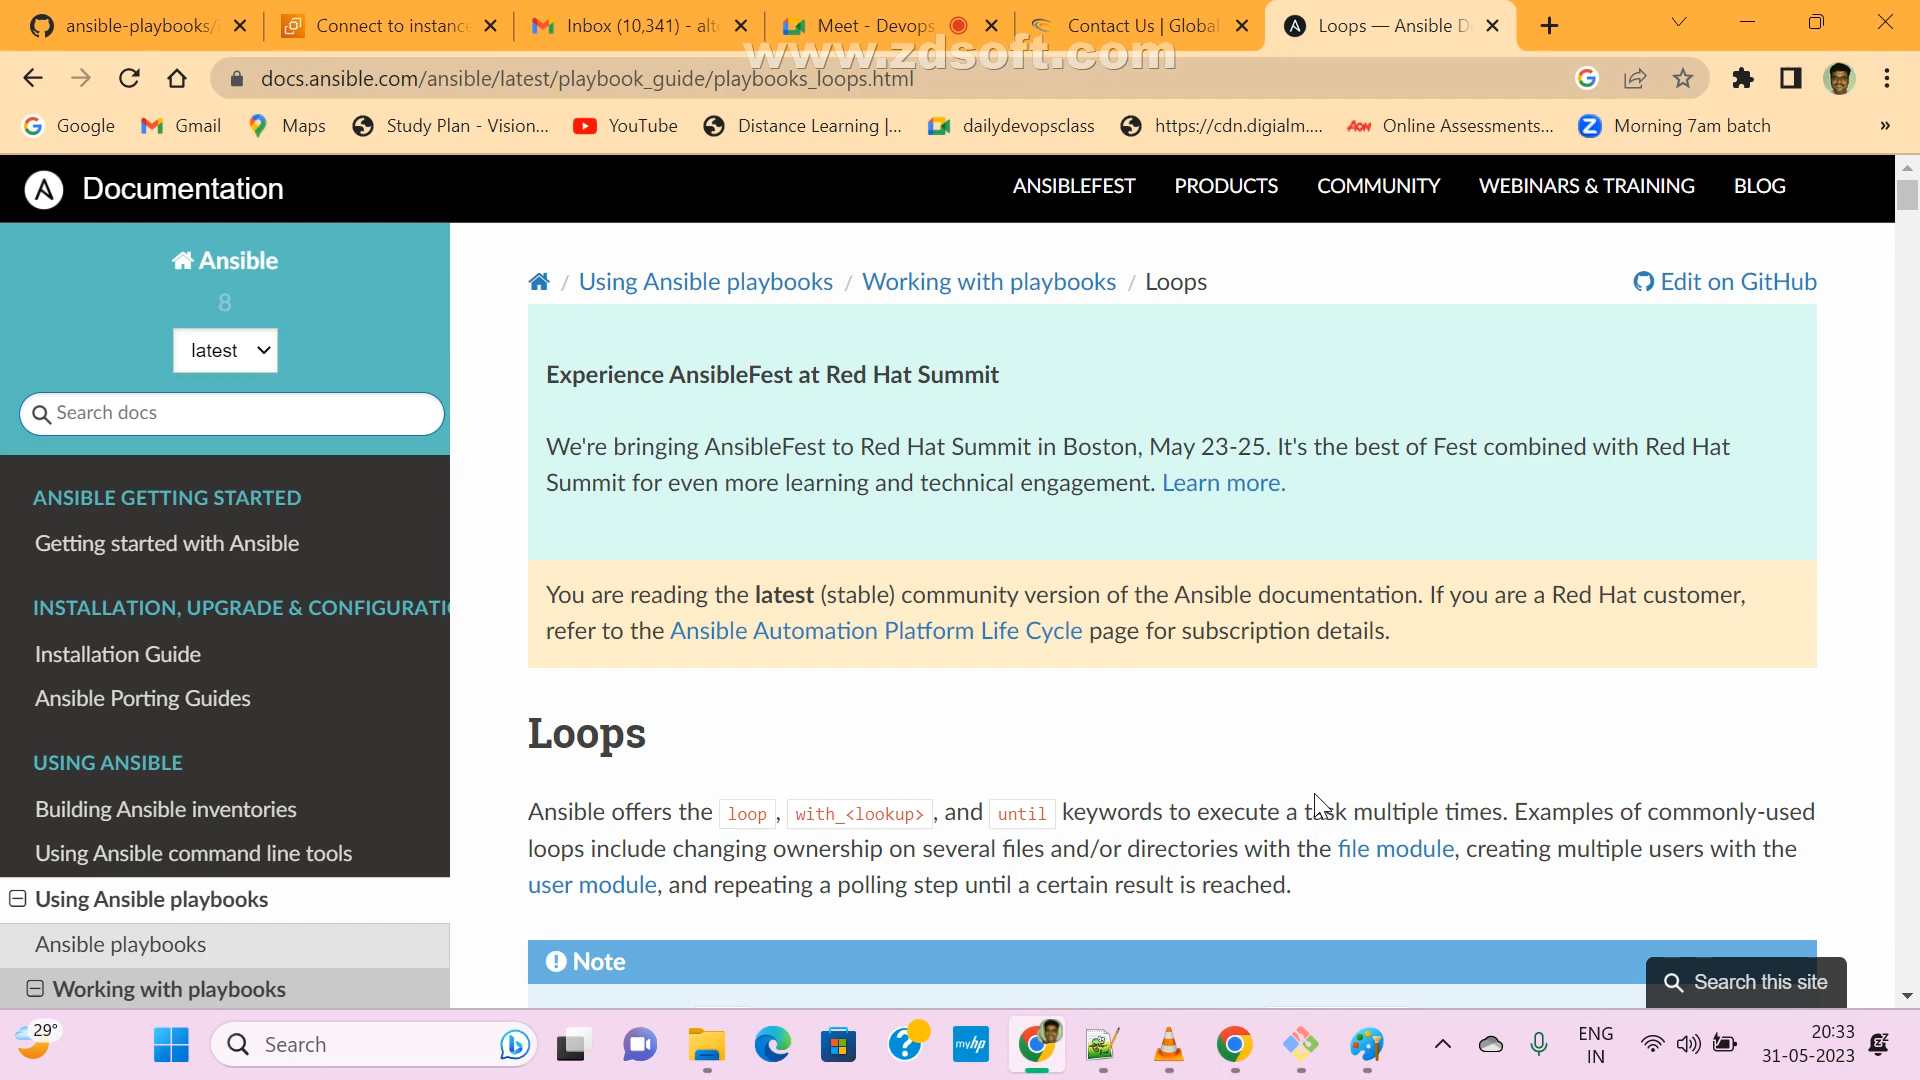 ansible-playbooks/
Connect to instance
Inbox (10,341) - alt
Meet - Devops
Contact Us | Global
Loops — Ansible D
www.zdsoft.com
docs.ansible.com/ansible/latest/playbook_guide/playbooks_loops.html
Google
Gmail
Maps
Study Plan - Vision...
YouTube
Distance Learning |...
dailydevopsclass
https://cdn.digialm....
Online Assessments...
Morning 7am batch
»
Documentation
ANSIBLEFEST
PRODUCTS
COMMUNITY
WEBINARS & TRAINING
BLOG
Ansible
8
latest
Search docs
ANSIBLE GETTING STARTED
Getting started with Ansible
INSTALLATION, UPGRADE & CONFIGURATI
Installation Guide
Ansible Porting Guides
USING ANSIBLE
Building Ansible inventories
Using Ansible command line tools
Using Ansible playbooks
Ansible playbooks
Working with playbooks
/ Using Ansible playbooks / Working with playbooks / Loops
Edit on GitHub
Experience AnsibleFest at Red Hat Summit
We're bringing AnsibleFest to Red Hat Summit in Boston, May 23-25. It's the best of Fest combined with Red Hat
Summit for even more learning and technical engagement. Learn more.
You are reading the latest (stable) community version of the Ansible documentation. If you are a Red Hat customer,
refer to the Ansible Automation Platform Life Cycle page for subscription details.
Loops
Ansible offers the loop, with_<lookup>, and until keywords to execute a task multiple times. Examples of commonly-used
loops include changing ownership on several files and/or directories with the file module, creating multiple users with the
user module, and repeating a polling step until a certain result is reached.
Note
Search this site
29°
Search
myhp
ENG
IN
20:33
31-05-2023